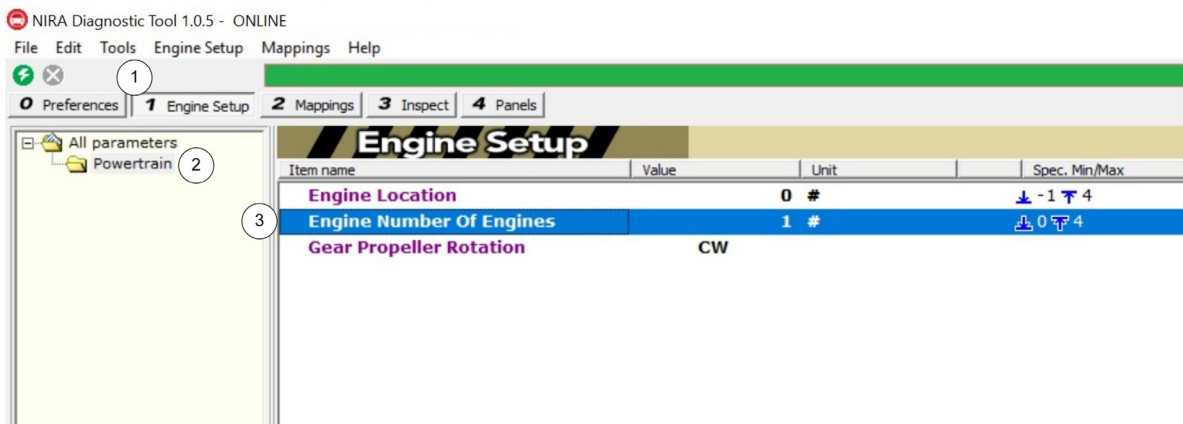 NIRA Diagnostic Tool 1.0.5 - ONLINE
File Edit Tools Engine Setup Mappings Help
1
0 Preferences 1 Engine Setup 2 Mappings 3 Inspect 4 Panels
All parameters
Powertrain 2
Engine Setup
Item name Value Unit Spec. Min/Max
Engine Location 0 # -1 4
3 Engine Number Of Engines 1 # 0 4
Gear Propeller Rotation CW